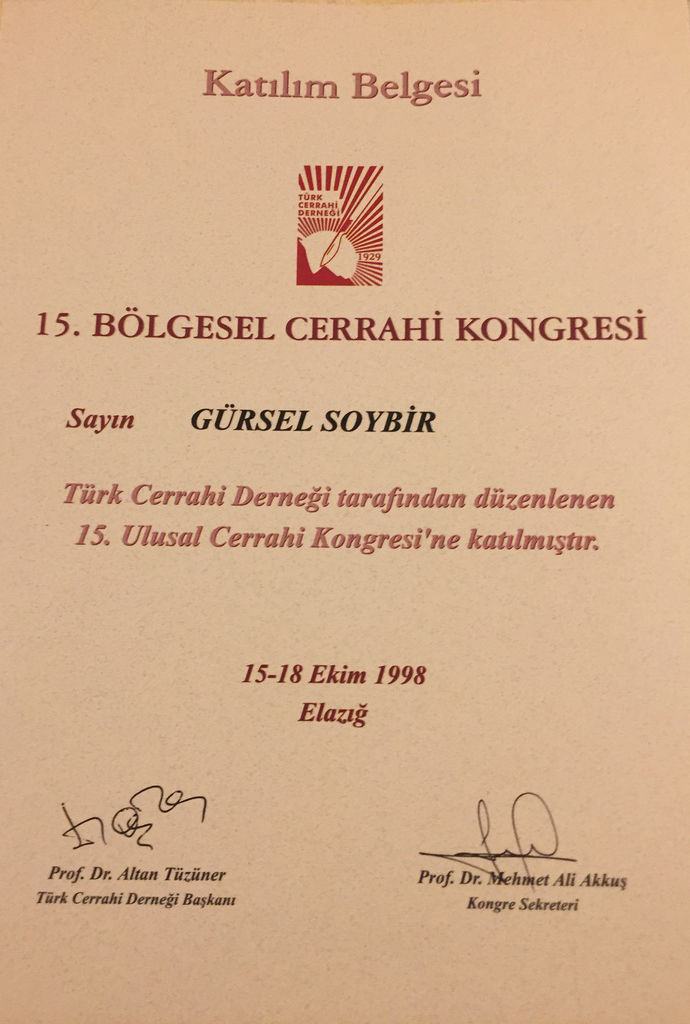 Katılım Belgesi
TÜRK
CERRAHİ
DERNEĞİ
1929
15. BÖLGESEL CERRAHİ KONGRESİ
Sayın GÜRSEL SOYBİR
Türk Cerrahi Derneği tarafından düzenlenen
15. Ulusal Cerrahi Kongresi'ne katılmıştır.
15-18 Ekim 1998
Elazığ
Prof. Dr. Altan Tüzüner
Türk Cerrahi Derneği Başkanı
Prof. Dr. Mehmet Ali Akkuş
Kongre Sekreteri